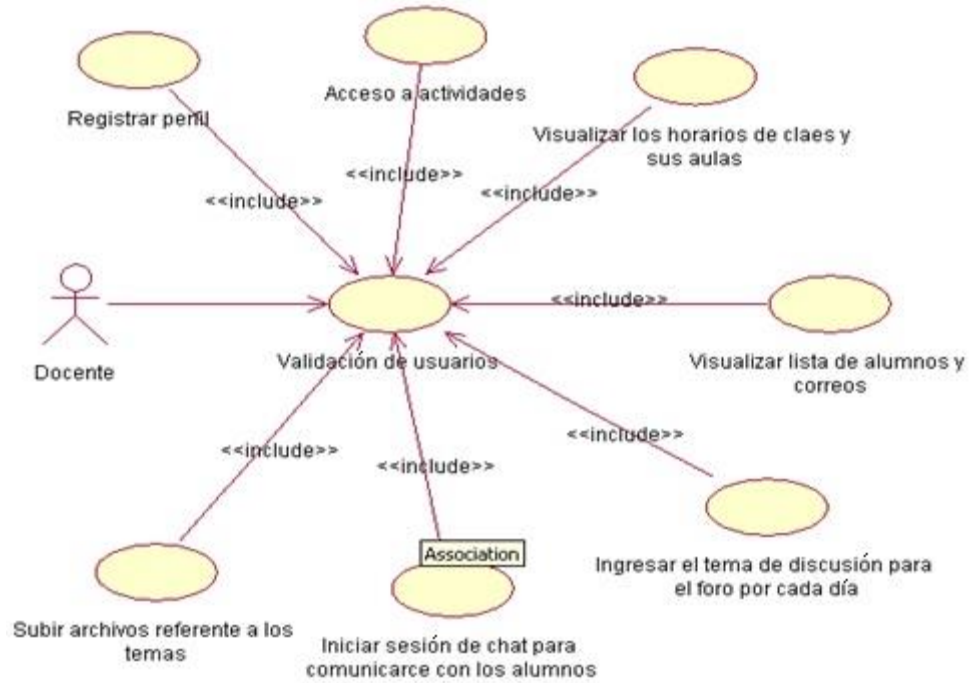 Acceso a actividades
Registrar perfil
Visualizar los horarios de claes y
sus aulas
<<include>>
<<include>>
<<include>>
<<include>>
Docente
Validación de usuarios
Visualizar lista de alumnos y
correos
<<include>>
<<include>>
<<include>>
Association
Ingresar el tema de discusión para
el foro por cada día
Subir archivos referente a los
temas
Iniciar sesión de chat para
comunicarce con los alumnos